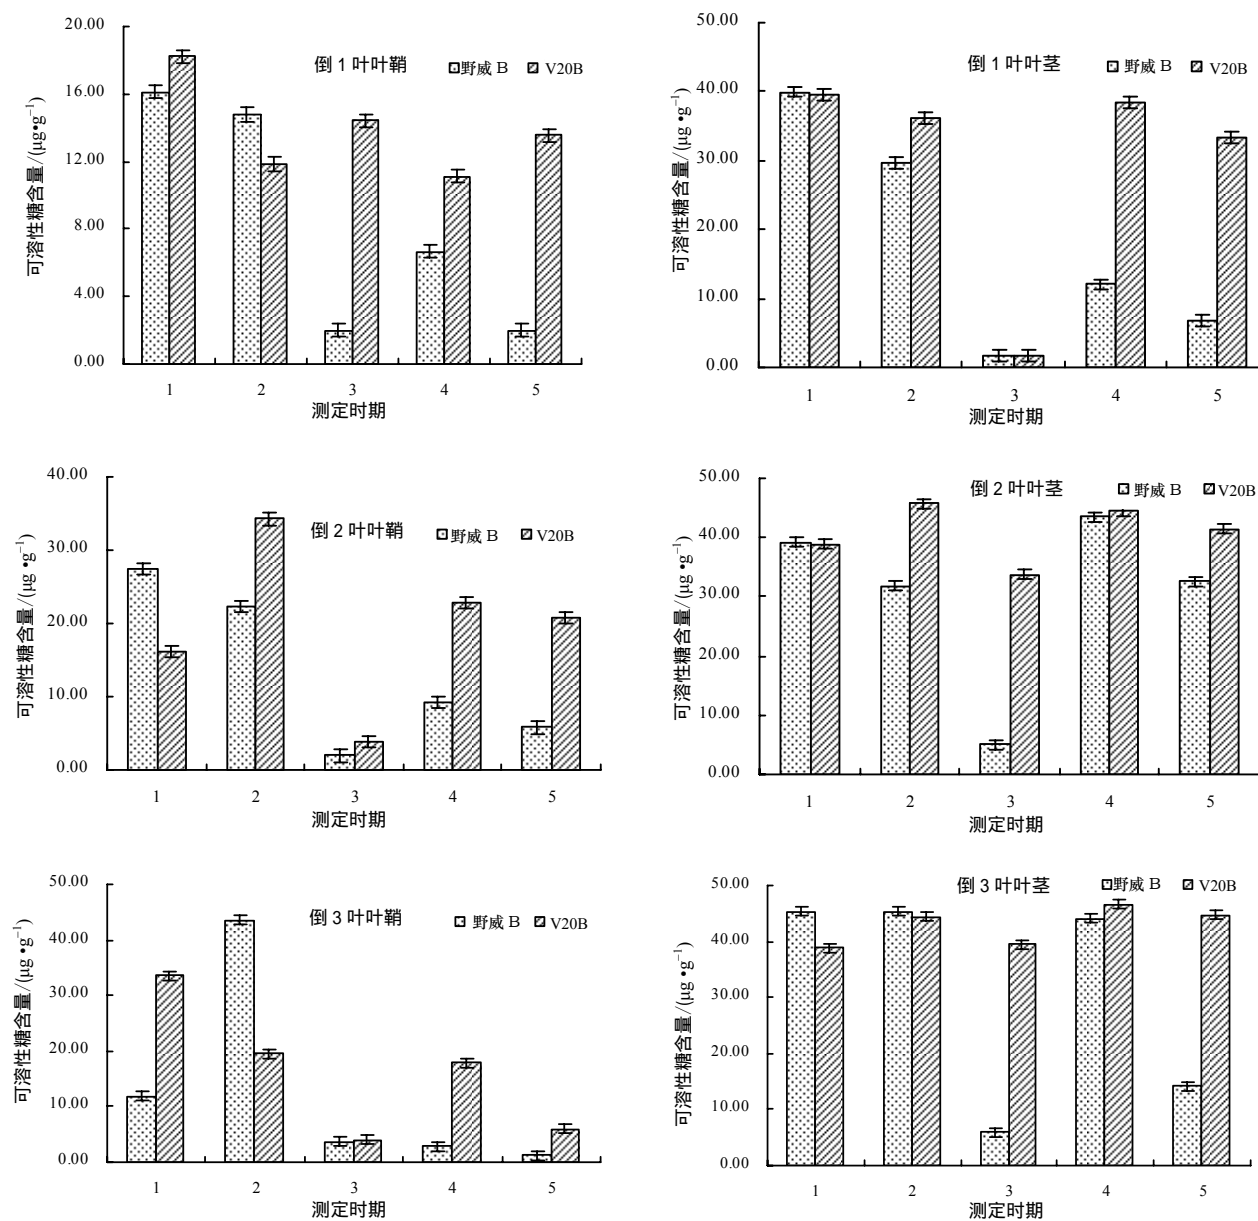 倒 1 叶叶鞘 野威 B V20B
可溶性糖含量/(μg•g⁻¹)
20.00
16.00
12.00
8.00
4.00
0.00
1 2 3 4 5
测定时期
倒 1 叶叶茎 野威 B V20B
可溶性糖含量/(μg •g⁻¹)
50.00
40.00
30.00
20.00
10.00
0.00
1 2 3 4 5
测定时期
倒 2 叶叶鞘 野威 B V20B
可溶性糖含量/(μg •g⁻¹)
40.00
30.00
20.00
10.00
0.00
1 2 3 4 5
测定时期
倒 2 叶叶茎 野威 B V20B
可溶性糖含量/(μg •g⁻¹)
50.00
40.00
30.00
20.00
10.00
0.00
1 2 3 4 5
测定时期
倒 3 叶叶鞘 野威 B V20B
可溶性糖含量/(μg •g⁻¹)
50.00
40.00
30.00
20.00
10.00
0.00
1 2 3 4 5
测定时期
倒 3 叶叶茎 野威 B V20B
可溶性糖含量/(μg •g⁻¹)
50.00
40.00
30.00
20.00
10.00
0.00
1 2 3 4 5
测定时期